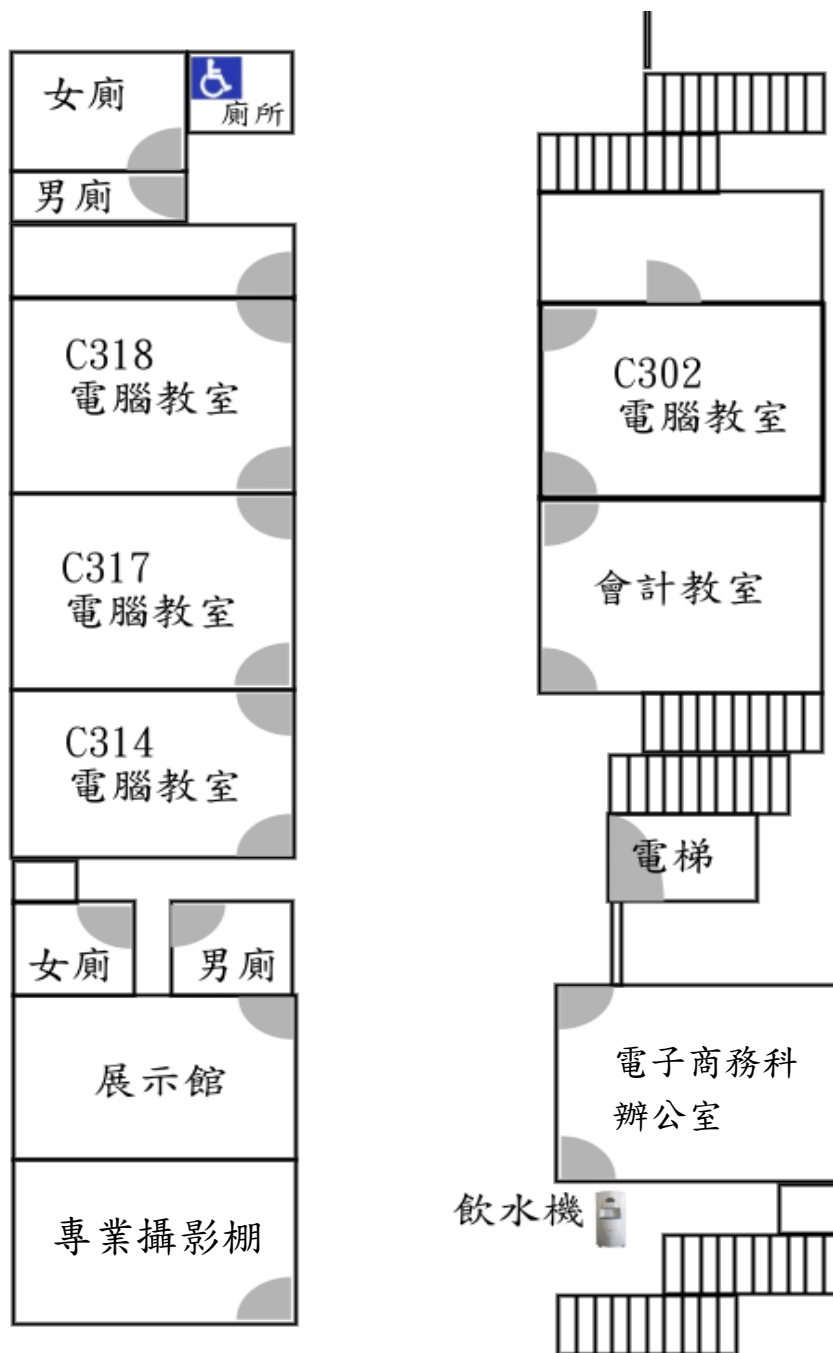 女廁
廁所
男廁
C318
電腦教室
C302
電腦教室
C317
電腦教室
會計教室
C314
電腦教室
電梯
女廁
男廁
展示館
電子商務科
辦公室
專業攝影棚
飲水機